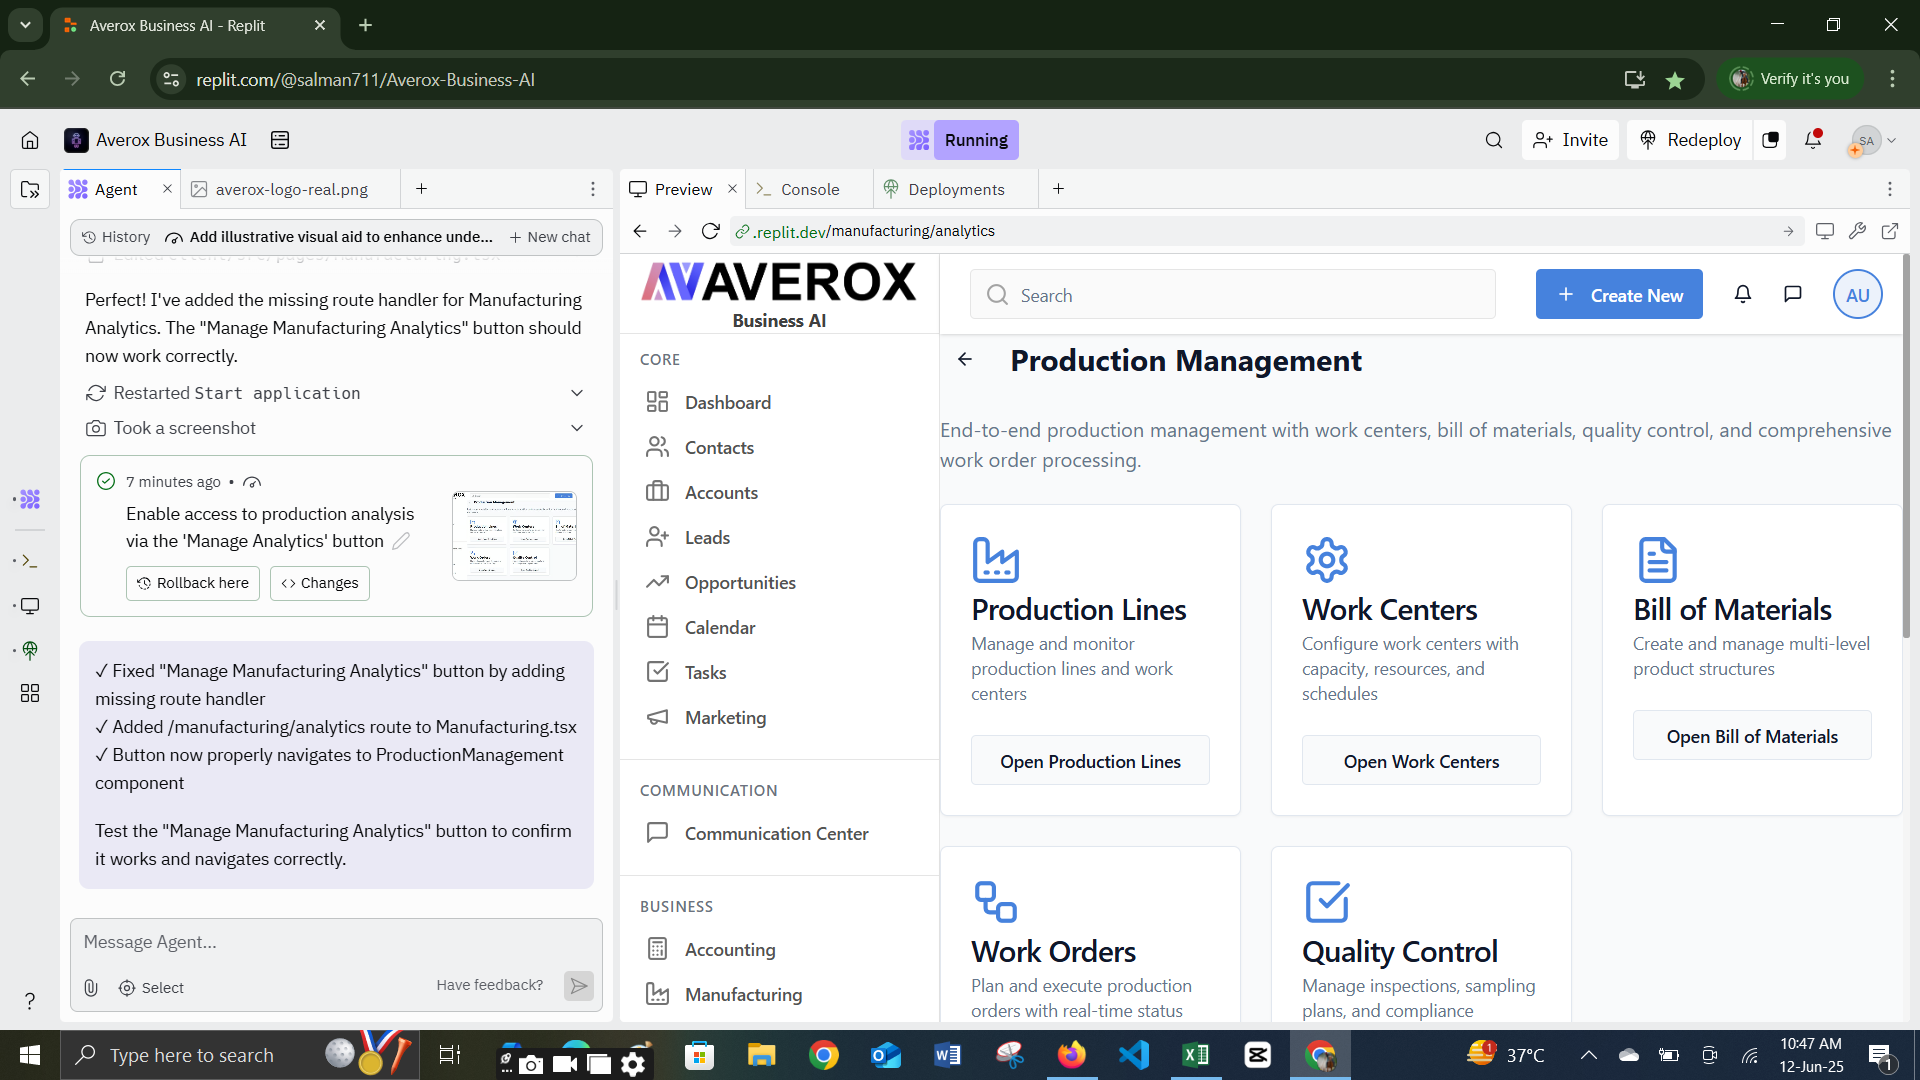 Averox Business AI - Replit
replit.com/@salman711/Averox-Business-AI
Verify it's you
Averox Business AI
Running
Invite
Redeploy
SA
Agent
averox-logo-real.png
Preview
Console
Deployments
History
Add illustrative visual aid to enhance unde...
New chat
.replit.dev/manufacturing/analytics
Perfect! I've added the missing route handler for Manufacturing
Analytics. The "Manage Manufacturing Analytics" button should
now work correctly.
Restarted Start application
Took a screenshot
7 minutes ago •
Enable access to production analysis
via the 'Manage Analytics' button
Rollback here
Changes
✓ Fixed "Manage Manufacturing Analytics" button by adding
missing route handler
✓ Added /manufacturing/analytics route to Manufacturing.tsx
✓ Button now properly navigates to ProductionManagement
component
Test the "Manage Manufacturing Analytics" button to confirm
it works and navigates correctly.
Message Agent...
Select
Have feedback?
AVEROX
Business AI
CORE
Dashboard
Contacts
Accounts
Leads
Opportunities
Calendar
Tasks
Marketing
COMMUNICATION
Communication Center
BUSINESS
Accounting
Manufacturing
Search
Create New
AU
Production Management
End-to-end production management with work centers, bill of materials, quality control, and comprehensive
work order processing.
Production Lines
Manage and monitor
production lines and work
centers
Open Production Lines
Work Centers
Configure work centers with
capacity, resources, and
schedules
Open Work Centers
Bill of Materials
Create and manage multi-level
product structures
Open Bill of Materials
Work Orders
Plan and execute production
orders with real-time status
Quality Control
Manage inspections, sampling
plans, and compliance
Type here to search
1
37°C
10:47 AM
12-Jun-25
1